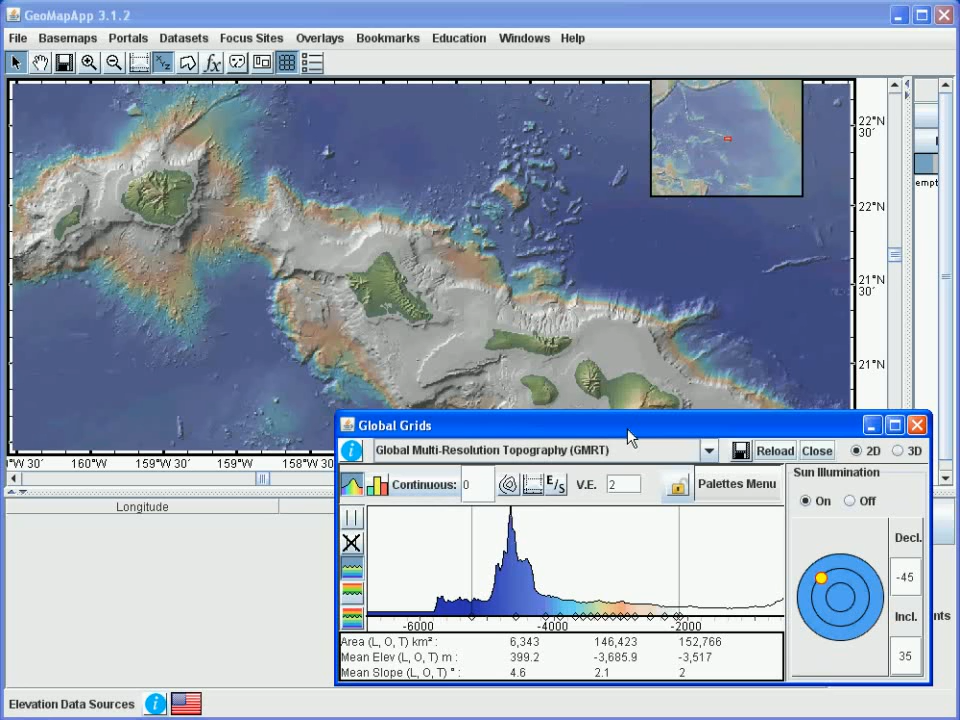 GeoMapApp 3.1.2
File Basemaps Portals Datasets Focus Sites Overlays Bookmarks Education Windows Help
22°N
30´
22°N
empt
21°N
30´
21°N
°W 30´ 160°W 159°W 30´ 159°W 158°W 30´
Longitude
Global Grids
Global Multi-Resolution Topography (GMRT) Reload Close 2D 3D
Continuous: 0 E/S V.E. 2 Palettes Menu
Sun Illumination
On Off
Decl.
-45
Incl.
35
nts
-6000 -4000 -2000
Area (L, O, T) km² : 6,343 146,423 152,766
Mean Elev (L, O, T) m : 399.2 -3,685.9 -3,517
Mean Slope (L, O, T) ° : 4.6 2.1 2
Elevation Data Sources